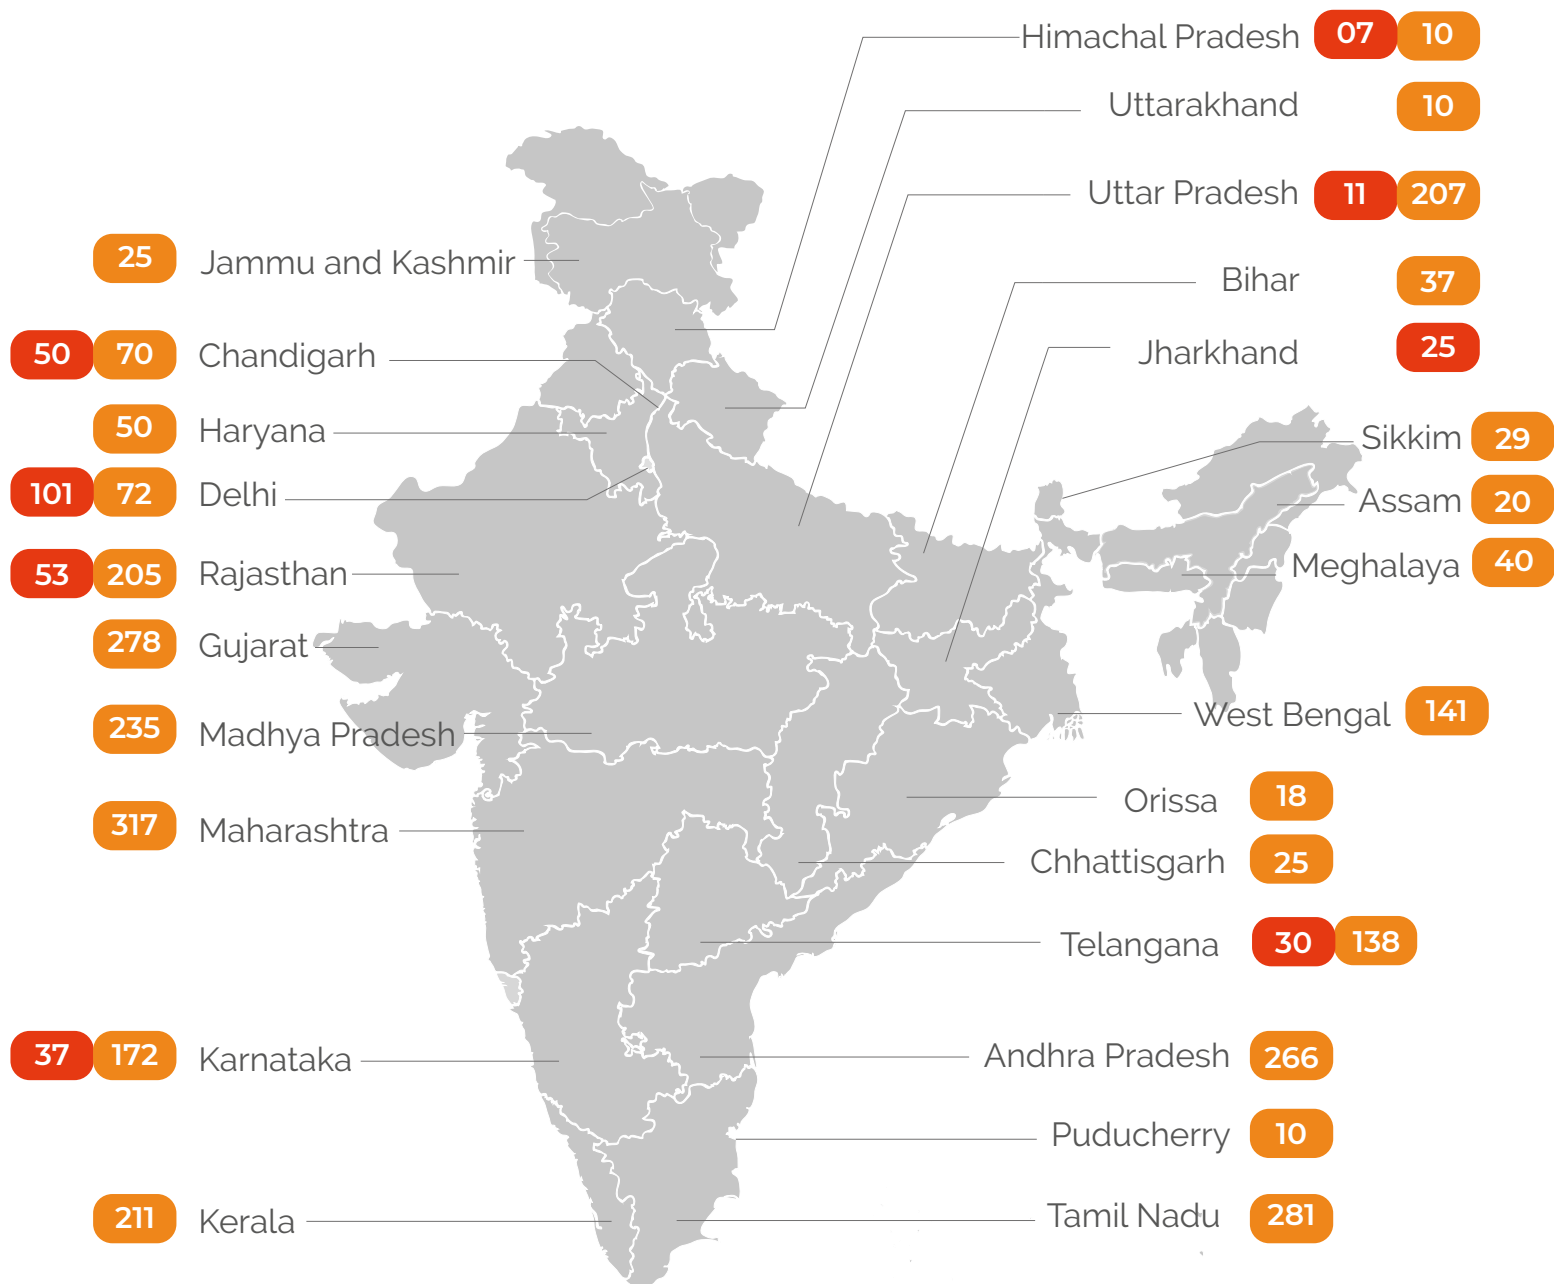 Himachal Pradesh 07 10
Uttarakhand 10
Uttar Pradesh 11 207
25 Jammu and Kashmir
Bihar 37
50 70 Chandigarh
Jharkhand 25
50 Haryana
Sikkim 29
101 72 Delhi
Assam 20
53 205 Rajasthan
Meghalaya 40
278 Gujarat
235 Madhya Pradesh
West Bengal 141
317 Maharashtra
Orissa 18
Chhattisgarh 25
Telangana 30 138
37 172 Karnataka
Andhra Pradesh 266
Puducherry 10
211 Kerala
Tamil Nadu 281